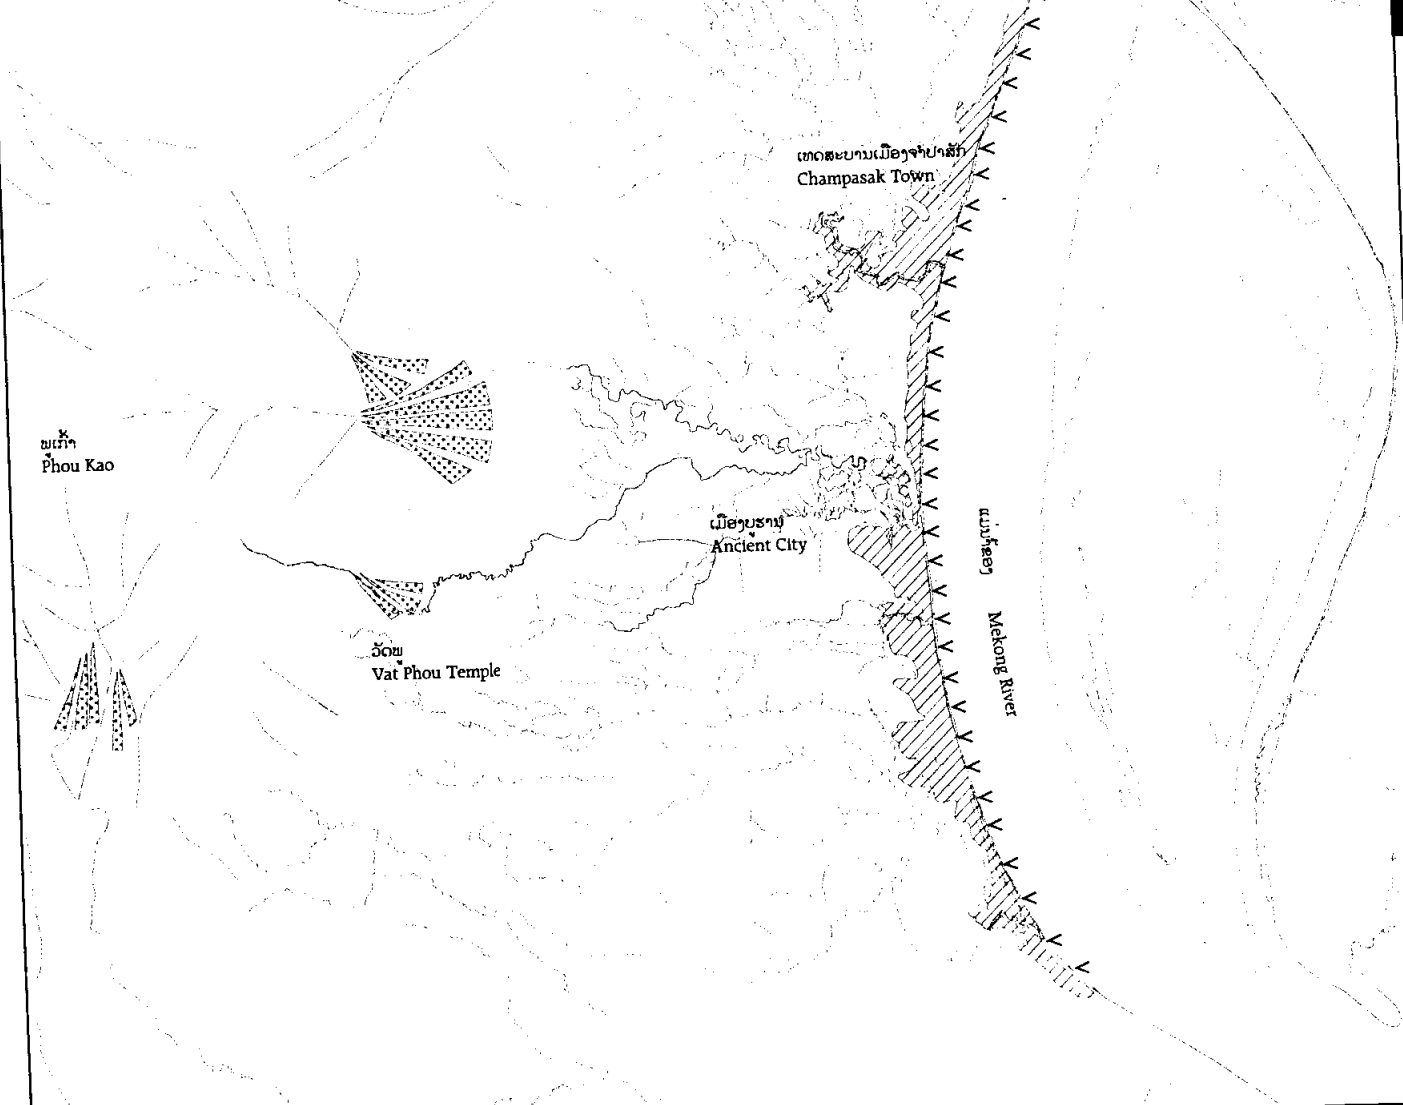 ເທດສະບານເມືອງຈຳປາສັກ
Champasak Town
ພູເກົ້າ
Phou Kao
ເມືອງບູຮານ
Ancient City
ແມ່ນ້ຳຂອງ
Mekong River
ວັດພູ
Vat Phou Temple